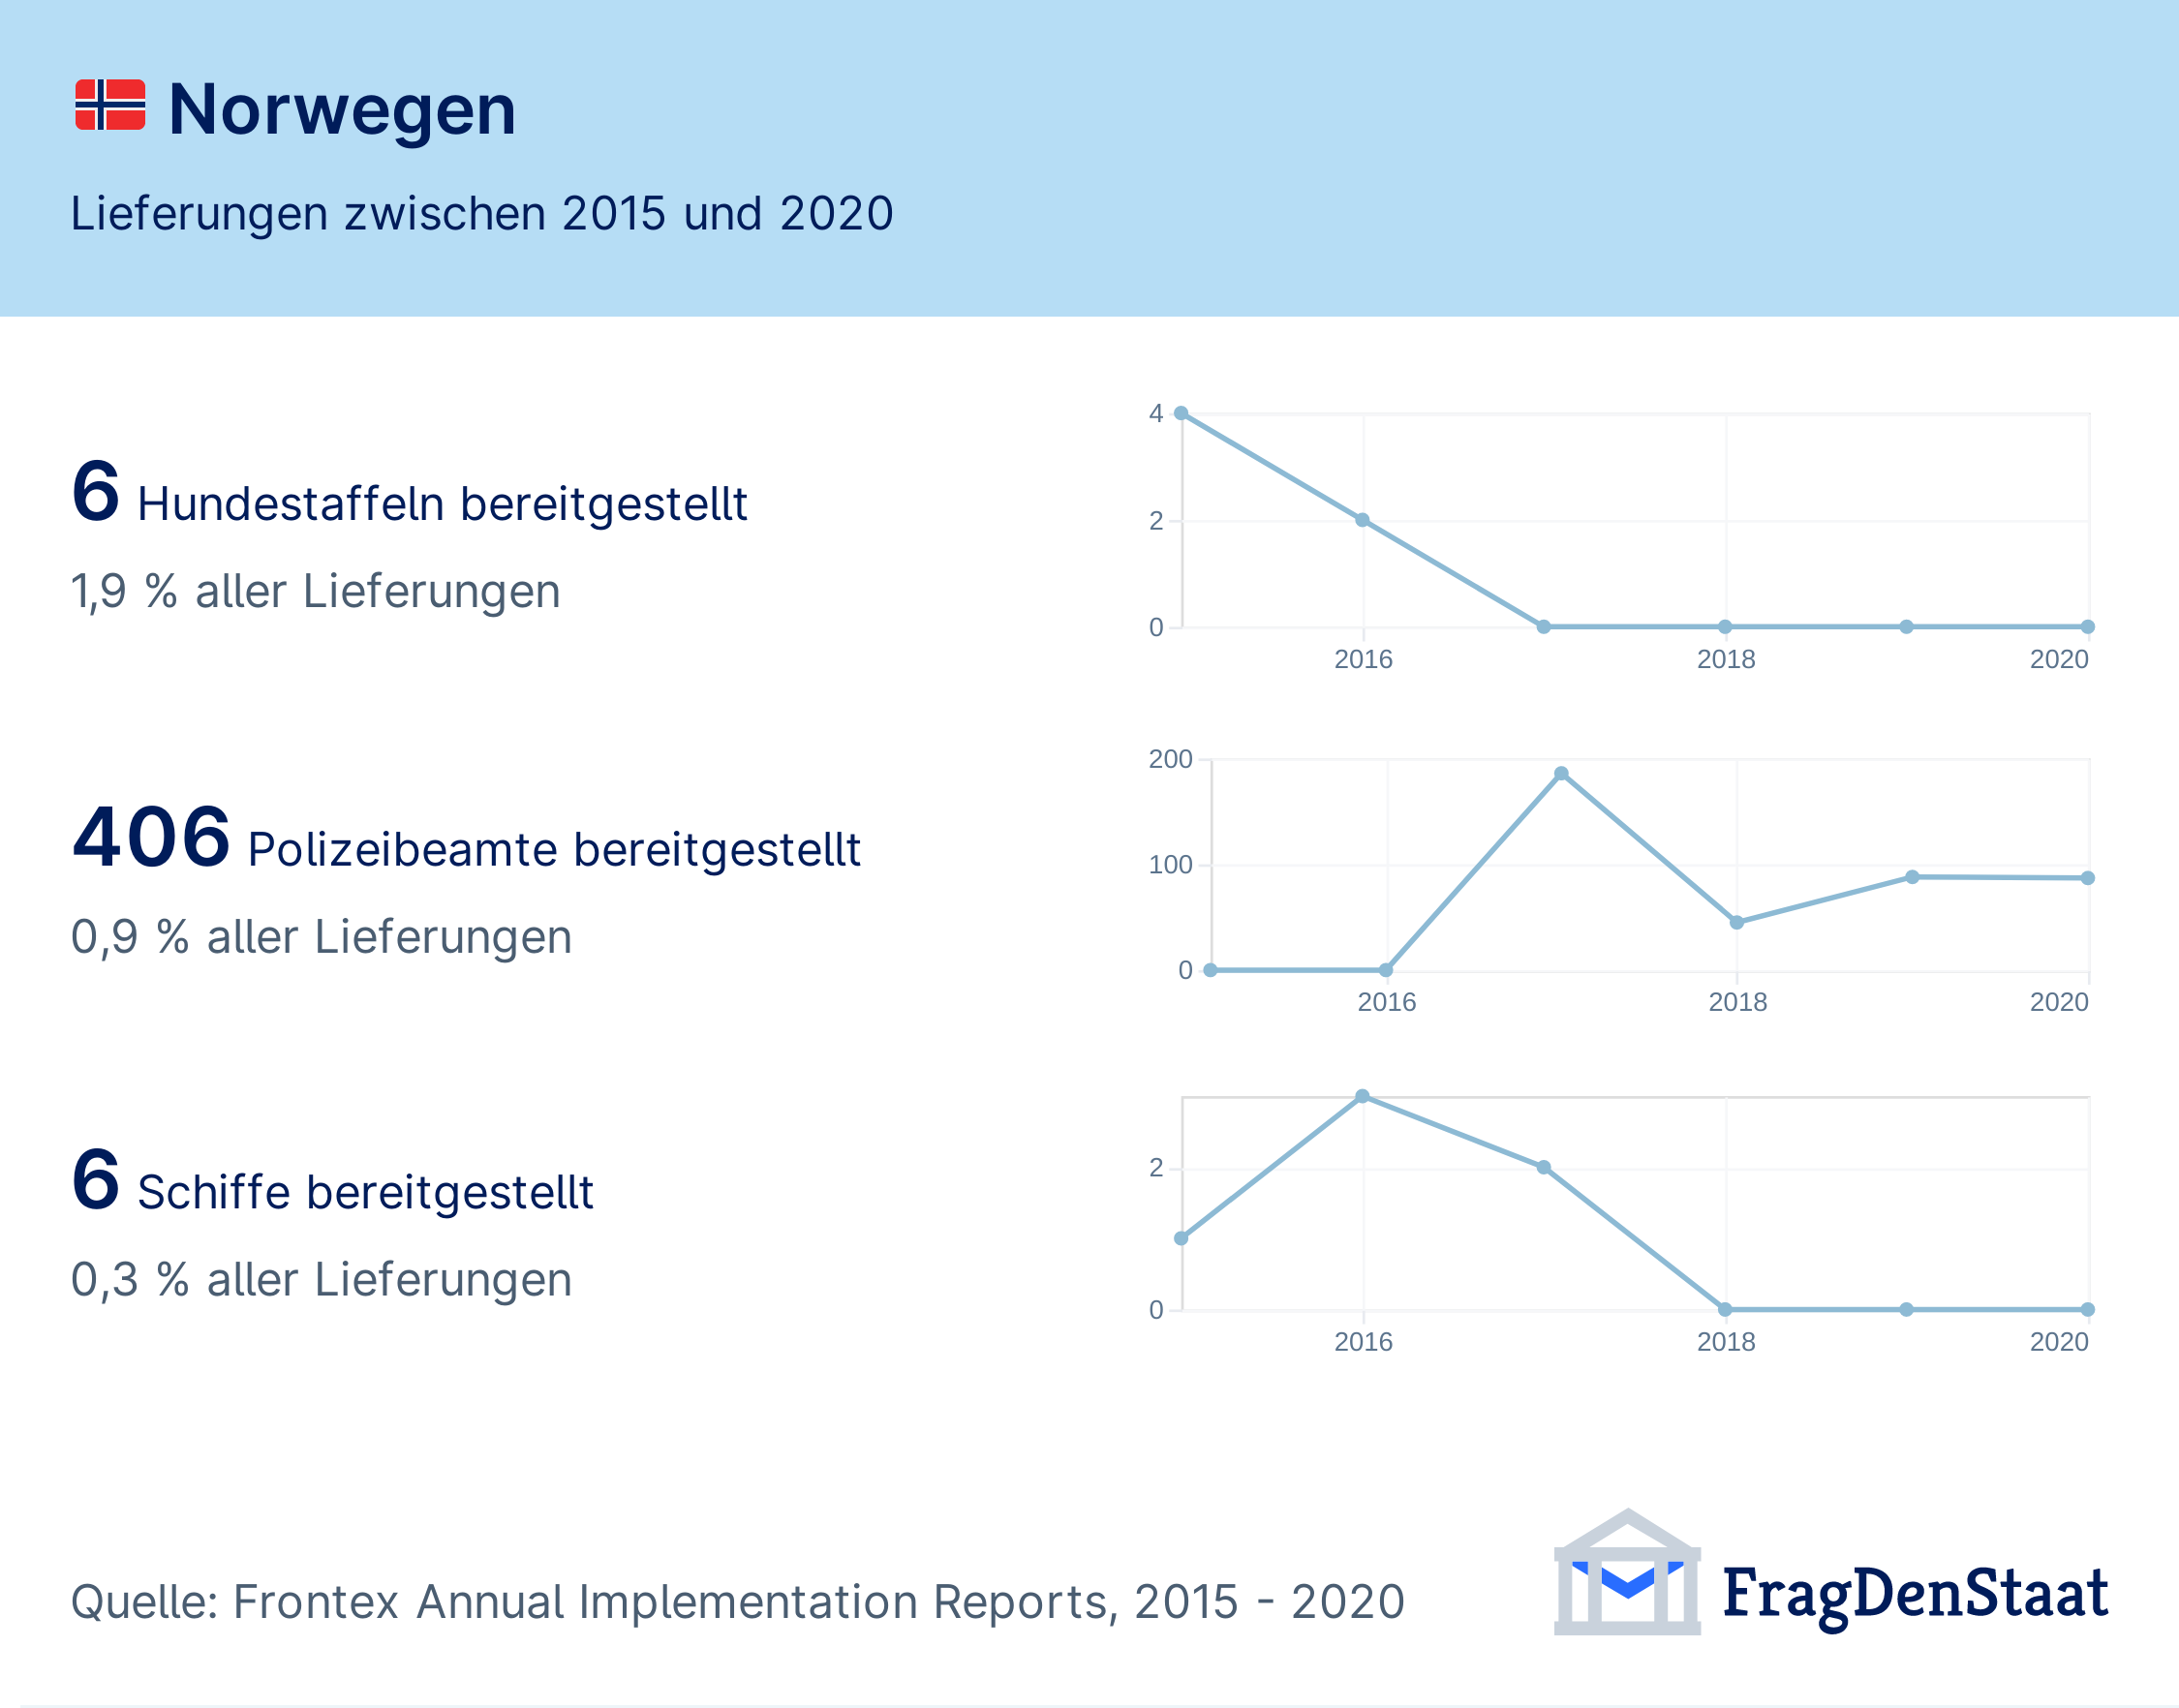 Norwegen
Lieferungen zwischen 2015 und 2020
6 Hundestaffeln bereitgestellt
1,9 % aller Lieferungen
4
2
0
2016 2018 2020
406 Polizeibeamte bereitgestellt
0,9 % aller Lieferungen
200
100
0
2016 2018 2020
6 Schiffe bereitgestellt
0,3 % aller Lieferungen
2
0
2016 2018 2020
Quelle: Frontex Annual Implementation Reports, 2015 - 2020
FragDenStaat